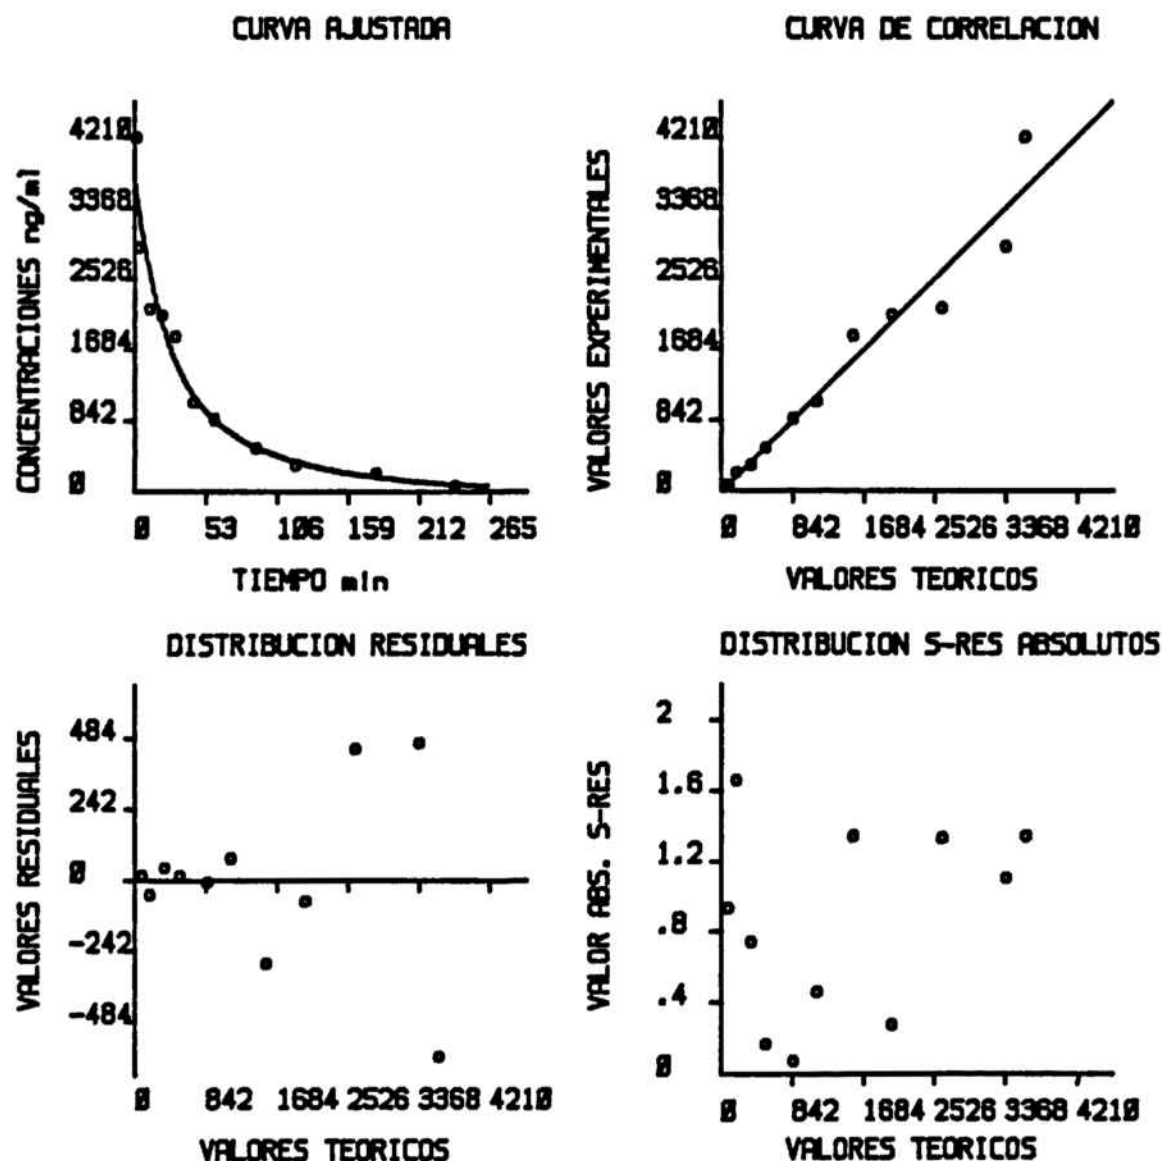 CURVA AJUSTADA
CONCENTRACIONES ng/ml
4210
3368
2526
1684
842
0
0 53 106 159 212 265
TIEMPO min
CURVA DE CORRELACION
VALORES EXPERIMENTALES
4210
3368
2526
1684
842
0
0 842 1684 2526 3368 4210
VALORES TEORICOS
DISTRIBUCION RESIDUALES
VALORES RESIDUALES
484
242
0
-242
-484
0 842 1684 2526 3368 4210
VALORES TEORICOS
DISTRIBUCION S-RES ABSOLUTOS
VALOR ABS. S-RES
2
1.6
1.2
.8
.4
0
0 842 1684 2526 3368 4210
VALORES TEORICOS